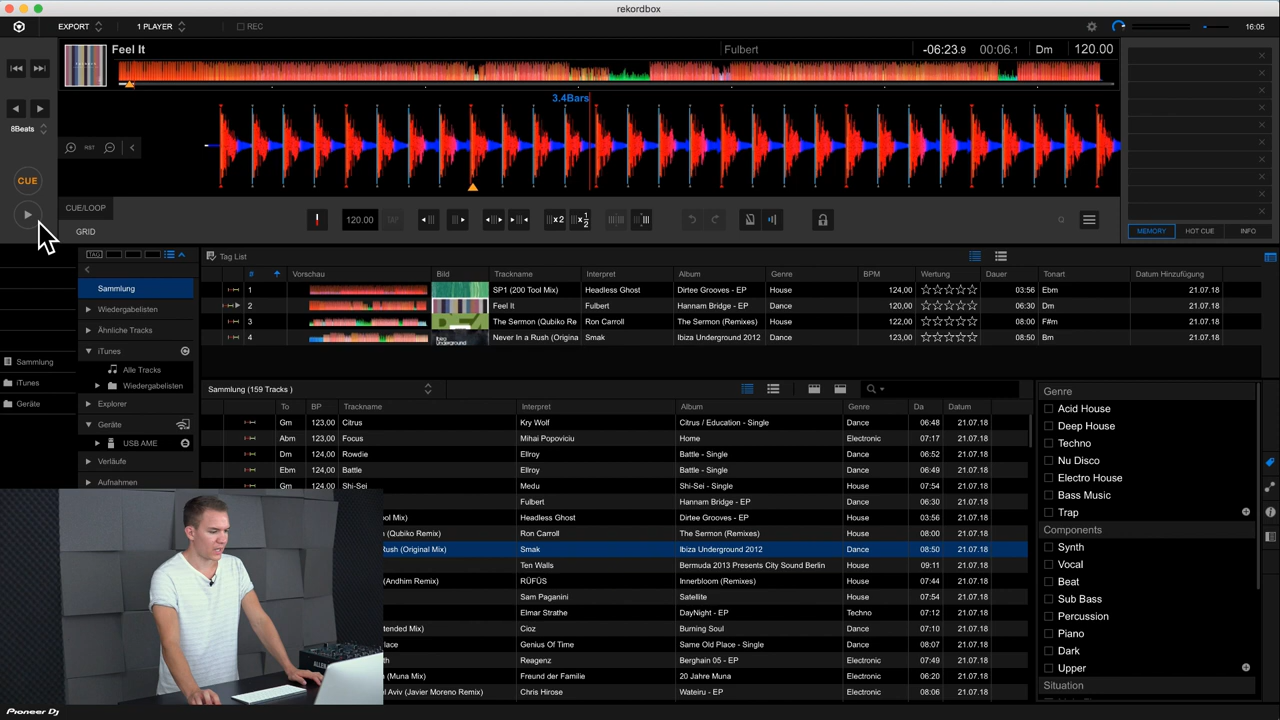 rekordbox
EXPORT 1 PLAYER REC 16:05
Feel It Fulbert -06:23.9 00:06.1 Dm 120.00
3.4Bars
8Beats
RST
CUE
CUE/LOOP
120.00 TAP x2 x1/2
GRID
MEMORY HOT CUE INFO
TAG Tag List
# Vorschau Bild Trackname Interpret Album Genre BPM Wertung Dauer Tonart Datum Hinzufügung
1 SP1 (200 Tool Mix) Headless Ghost Dirtee Grooves - EP House 124,00 03:56 Ebm 21.07.18
2 Feel It Fulbert Hannam Bridge - EP Dance 120,00 06:30 Dm 21.07.18
3 The Sermon (Qubiko Re Ron Carroll The Sermon (Remixes) House 122,00 08:00 F#m 21.07.18
4 Never In a Rush (Origina Smak Ibiza Underground 2012 Dance 122,00 08:50 Bm 21.07.18
Sammlung
Wiedergabelisten
Ähnliche Tracks
iTunes
Alle Tracks
Wiedergabelisten
Explorer
Geräte
USB AME
Verläufe
Aufnahmen
Sammlung
iTunes
Geräte
Sammlung (159 Tracks )
To BP Trackname Interpret Album Genre Da Datum
Gm 123,00 Citrus Kry Wolf Citrus / Education - Single Dance 06:48 21.07.18
Abm 123,00 Focus Mihai Popoviciu Home Electronic 07:17 21.07.18
Dm 124,00 Rowdie Ellroy Battle - Single Dance 06:52 21.07.18
Ebm 124,00 Battle Ellroy Battle - Single Dance 06:49 21.07.18
Gm 124,00 Shi-Sei Medu Shi-Sei - Single House 07:54 21.07.18
Fulbert Hannam Bridge - EP Dance 06:30 21.07.18
ool Mix) Headless Ghost Dirtee Grooves - EP House 03:56 21.07.18
(Qubiko Remix) Ron Carroll The Sermon (Remixes) House 08:00 21.07.18
Rush (Original Mix) Smak Ibiza Underground 2012 Dance 08:50 21.07.18
Ten Walls Bermuda 2013 Presents City Sound Berlin House 09:11 21.07.18
(Andhim Remix) RÜFÜS Innerbloom (Remixes) House 07:44 21.07.18
Sam Paganini Satellite House 07:04 21.07.18
Elmar Strathe DayNight - EP Techno 07:12 21.07.18
tended Mix) Cioz Burning Soul Dance 07:10 21.07.18
lace Genius Of Time Same Old Place - Single Dance 08:07 21.07.18
th Reagenz Berghain 05 - EP Electronic 07:49 21.07.18
(Muna Mix) Freund der Familie 20 Jahre Muna Electronic 06:20 21.07.18
l Aviv (Javier Moreno Remix) Chris Hirose Wateiru - EP Dance 08:06 21.07.18
Genre
Acid House
Deep House
Techno
Nu Disco
Electro House
Bass Music
Trap
Components
Synth
Vocal
Beat
Sub Bass
Percussion
Piano
Dark
Upper
Situation
ALLEN
Pioneer Dj